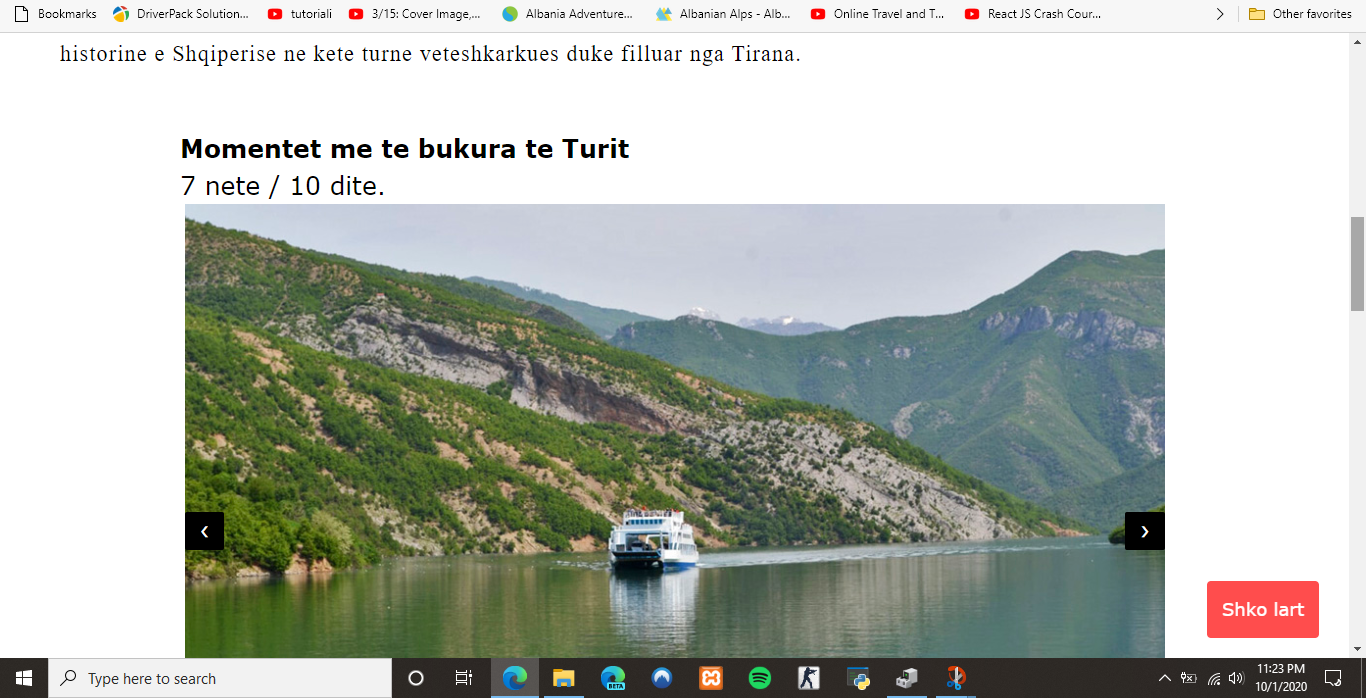 Bookmarks DriverPack Solution... tutoriali 3/15: Cover Image,... Albania Adventure... Albanian Alps - Alb... Online Travel and T... React JS Crash Cour... Other favorites
historine e Shqiperise ne kete turne veteshkarkues duke filluar nga Tirana.
Momentet me te bukura te Turit
7 nete / 10 dite.
❮ ❯
Shko lart
Type here to search BETA 11:23 PM
10/1/2020